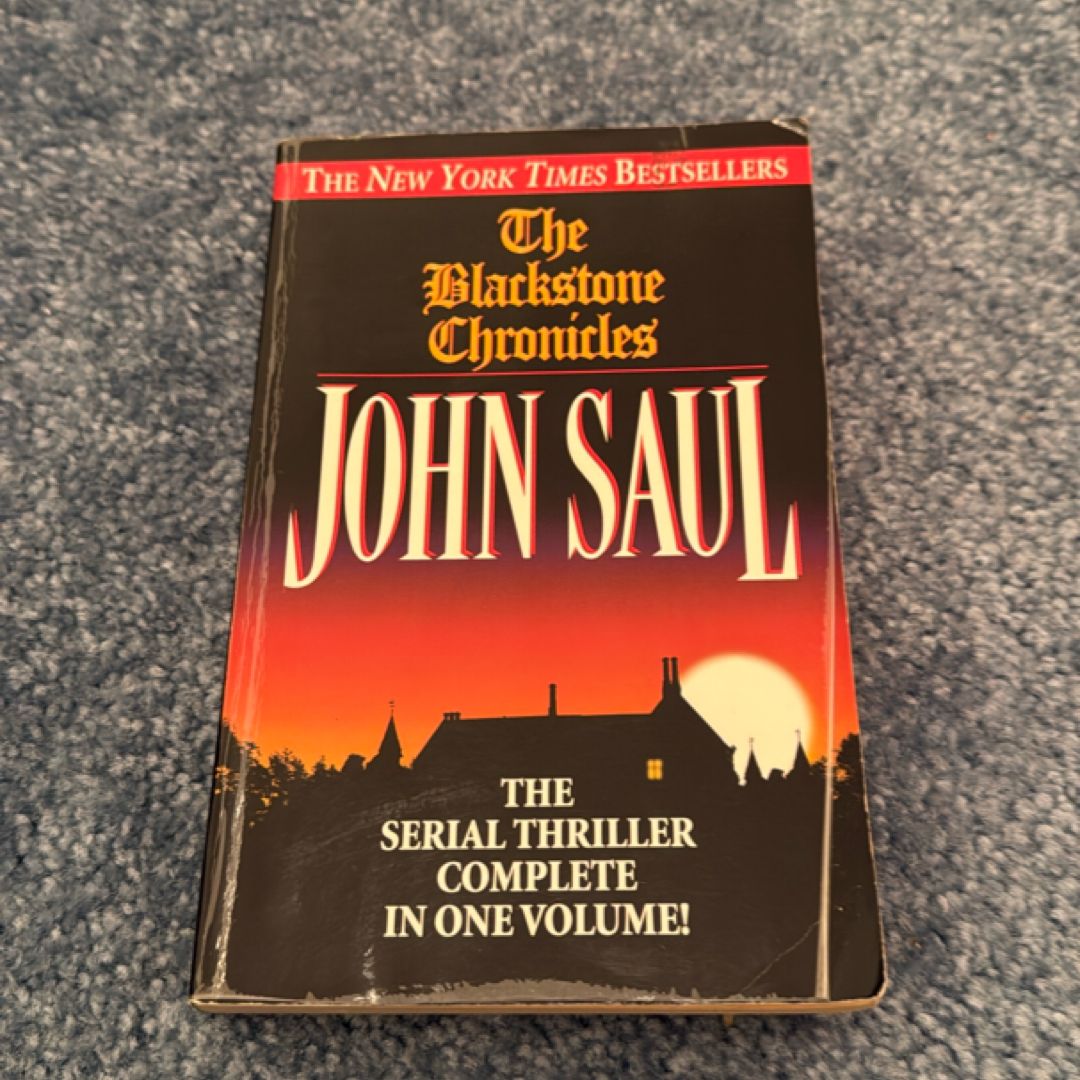 THE NEW YORK TIMES BESTSELLERS
The
Blackstone
Chronicles
JOHN SAUL
THE
SERIAL THRILLER
COMPLETE
IN ONE VOLUME!